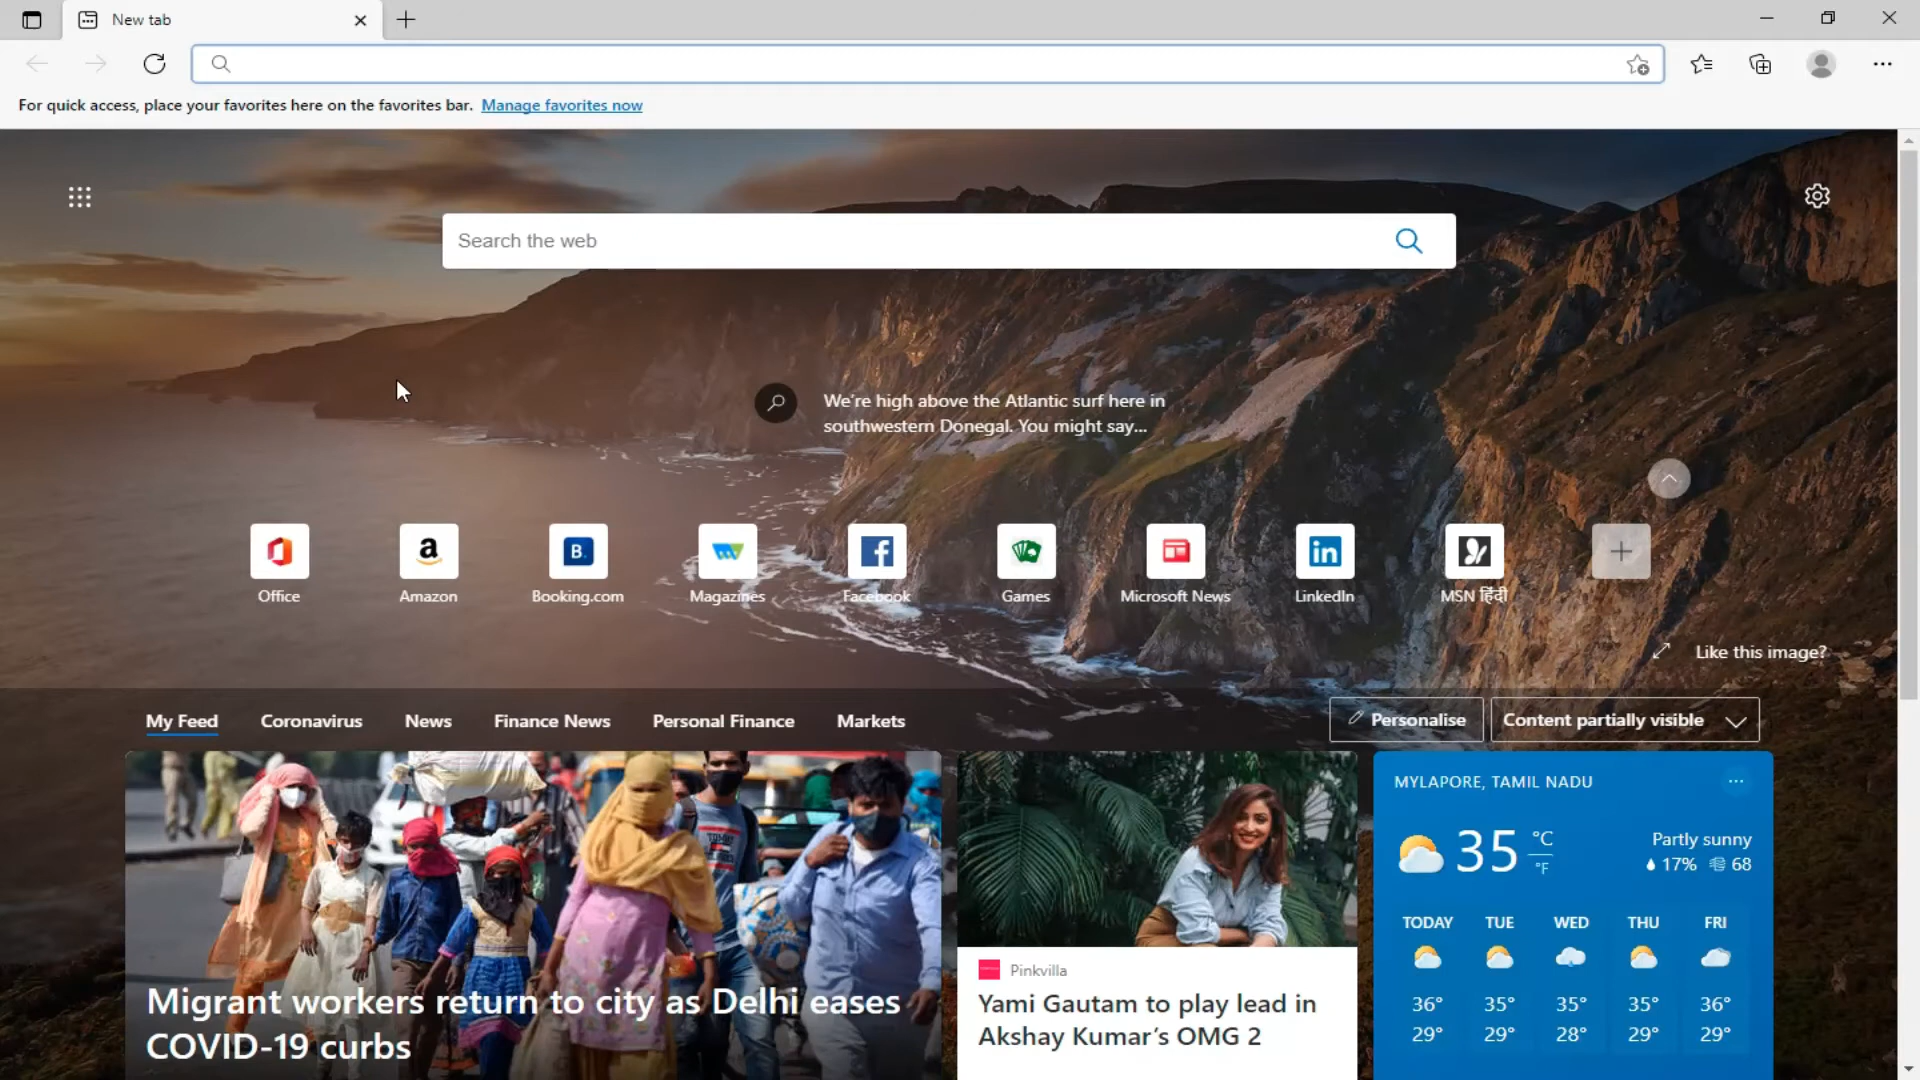 New tab
For quick access, place your favorites here on the favorites bar. Manage favorites now
Search the web
We're high above the Atlantic surf here in
southwestern Donegal. You might say...
Office
Amazon
Booking.com
Magazines
Facebook
Games
Microsoft News
LinkedIn
MSN हिंदी
Like this image?
My Feed
Coronavirus
News
Finance News
Personal Finance
Markets
Personalise
Content partially visible
Migrant workers return to city as Delhi eases
COVID-19 curbs
Pinkvilla
Yami Gautam to play lead in
Akshay Kumar's OMG 2
MYLAPORE, TAMIL NADU
35 °C
°F
Partly sunny
17% 68
TODAY TUE WED THU FRI
36° 35° 35° 35° 36°
29° 29° 28° 29° 29°